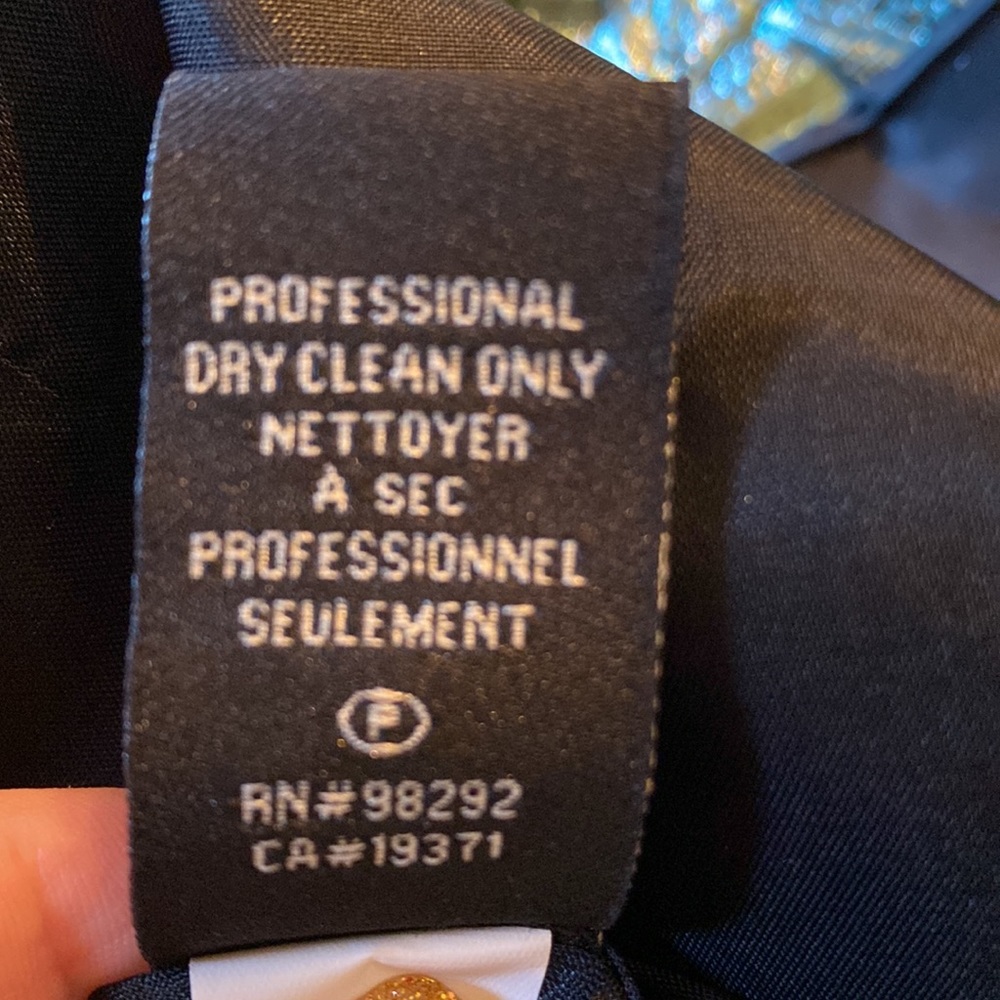 PROFESSIONAL
DRY CLEAN ONLY
NETTOYER
À SEC
PROFESSIONNEL
SEULEMENT
P
RN#98292
CA#19371